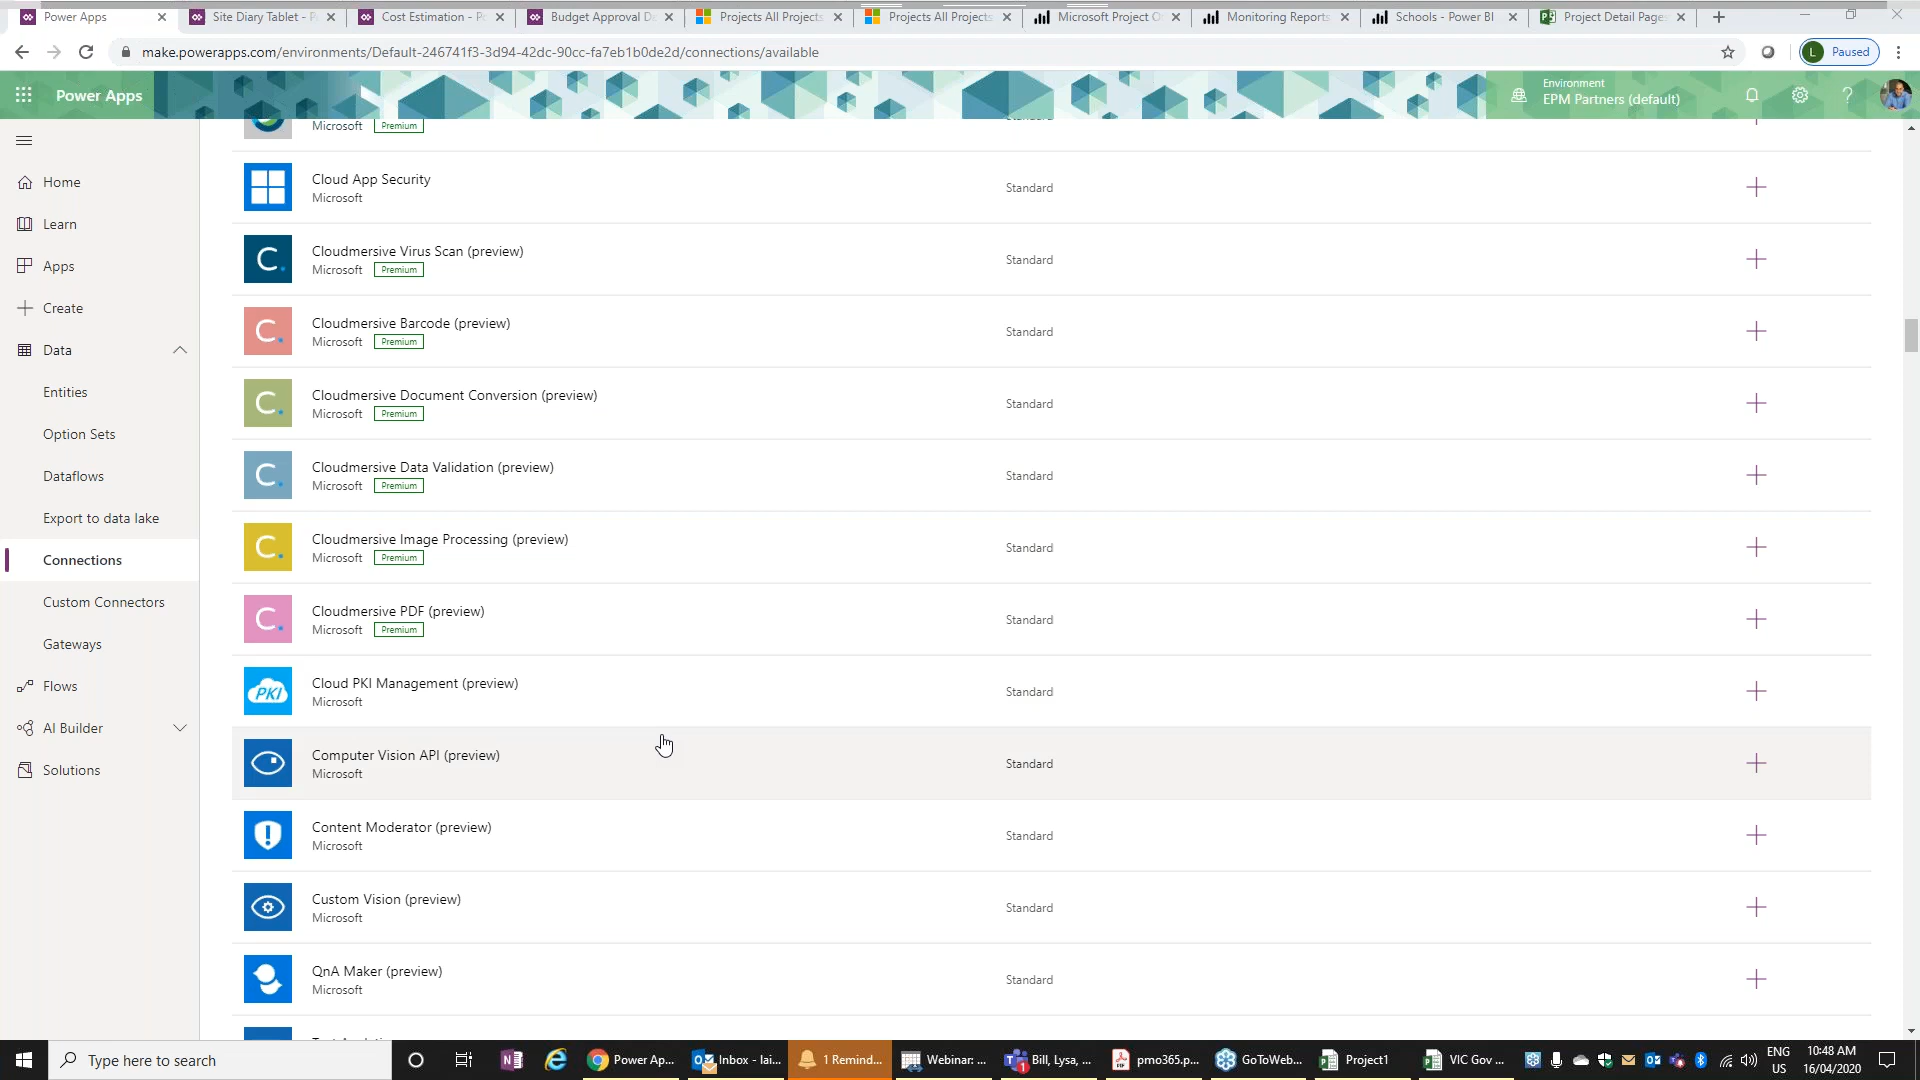 Power Apps
Site Diary Tablet - P
Cost Estimation - Po
Budget Approval D
Projects All Projects
Projects All Projects
Microsoft Project O
Monitoring Reports
Schools - Power BI
Project Detail Page
make.powerapps.com/environments/Default-246741f3-3d94-42dc-90cc-fa7eb1b0de2d/connections/available
L
Paused
Power Apps
Environment
EPM Partners (default)
?
Microsoft Premium
Home
Learn
Apps
Create
Data
Entities
Option Sets
Dataflows
Export to data lake
Connections
Custom Connectors
Gateways
Flows
AI Builder
Solutions
Cloud App Security
Microsoft
Standard
C. Cloudmersive Virus Scan (preview)
Microsoft Premium
Standard
C. Cloudmersive Barcode (preview)
Microsoft Premium
Standard
C. Cloudmersive Document Conversion (preview)
Microsoft Premium
Standard
C. Cloudmersive Data Validation (preview)
Microsoft Premium
Standard
C. Cloudmersive Image Processing (preview)
Microsoft Premium
Standard
C. Cloudmersive PDF (preview)
Microsoft Premium
Standard
PKI Cloud PKI Management (preview)
Microsoft
Standard
Computer Vision API (preview)
Microsoft
Standard
Content Moderator (preview)
Microsoft
Standard
Custom Vision (preview)
Microsoft
Standard
QnA Maker (preview)
Microsoft
Standard
Type here to search
Power Ap...
Inbox - lai...
1 Remind...
Webinar: ...
Bill, Lysa, ...
pmo365.p...
GoToWeb...
Project1
VIC Gov ...
ENG
US
10:48 AM
16/04/2020